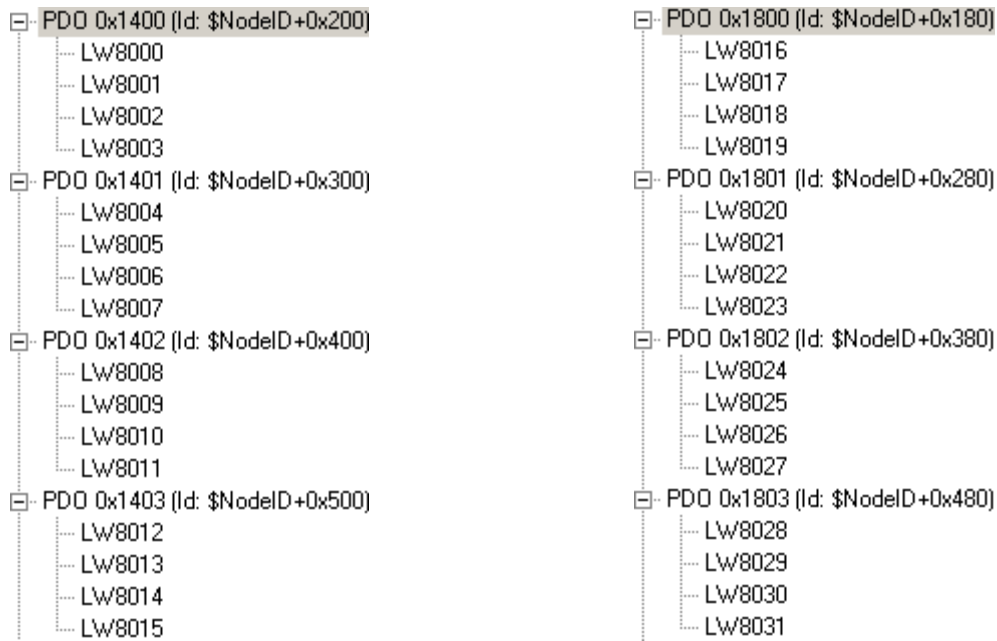 PDO 0x1400 (Id: $NodeID+0x200)
LW8000
LW8001
LW8002
LW8003
PDO 0x1401 (Id: $NodeID+0x300)
LW8004
LW8005
LW8006
LW8007
PDO 0x1402 (Id: $NodeID+0x400)
LW8008
LW8009
LW8010
LW8011
PDO 0x1403 (Id: $NodeID+0x500)
LW8012
LW8013
LW8014
LW8015
PDO 0x1800 (Id: $NodeID+0x180)
LW8016
LW8017
LW8018
LW8019
PDO 0x1801 (Id: $NodeID+0x280)
LW8020
LW8021
LW8022
LW8023
PDO 0x1802 (Id: $NodeID+0x380)
LW8024
LW8025
LW8026
LW8027
PDO 0x1803 (Id: $NodeID+0x480)
LW8028
LW8029
LW8030
LW8031